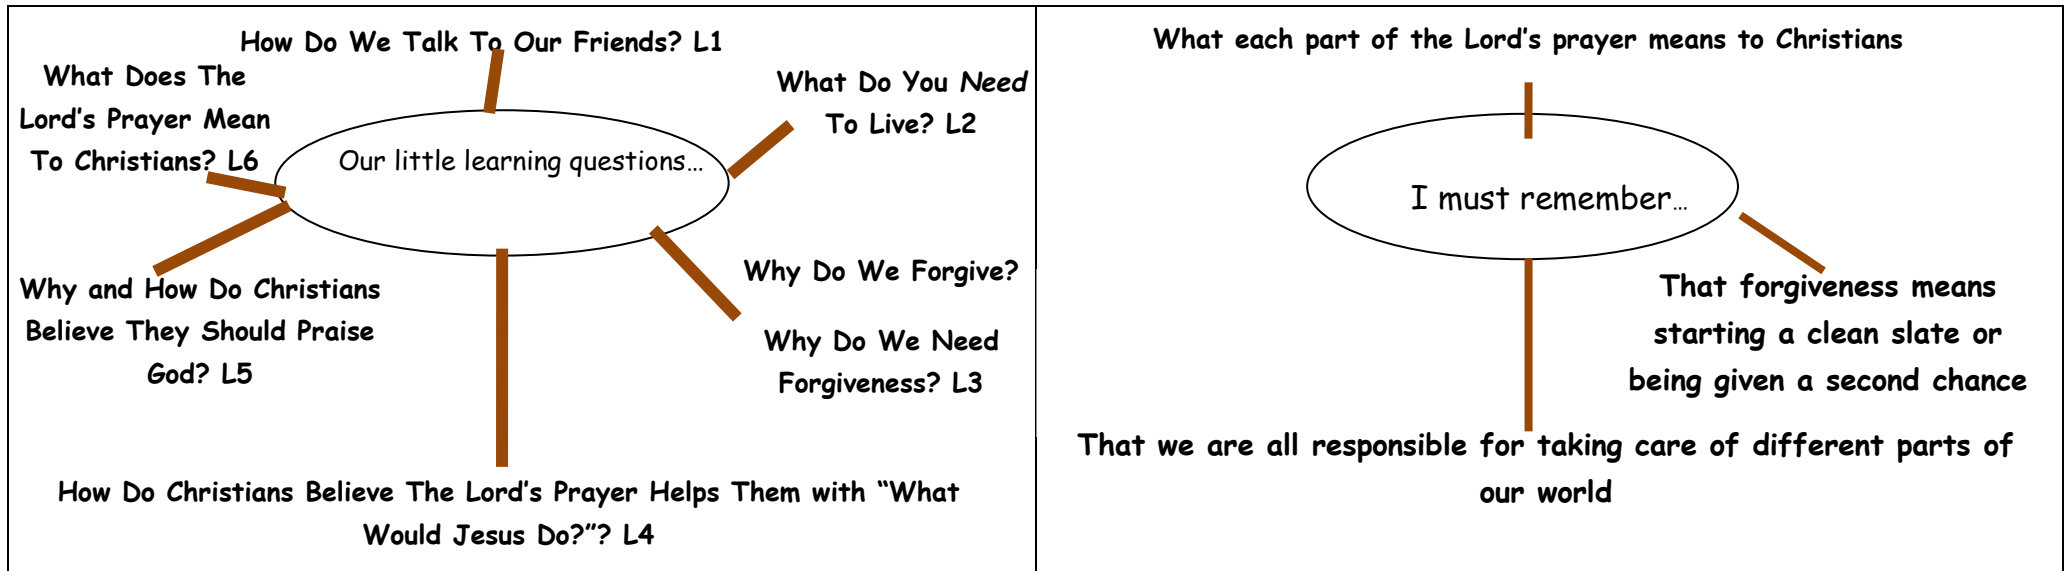 How Do We Talk To Our Friends? L1
What Does The
Lord's Prayer Mean
To Christians? L6
What Do You Need
To Live? L2
Our little learning questions…
Why and How Do Christians
Believe They Should Praise
God? L5
Why Do We Forgive?
Why Do We Need
Forgiveness? L3
How Do Christians Believe The Lord's Prayer Helps Them with “What
Would Jesus Do?”? L4
What each part of the Lord's prayer means to Christians
I must remember…
That forgiveness means
starting a clean slate or
being given a second chance
That we are all responsible for taking care of different parts of
our world